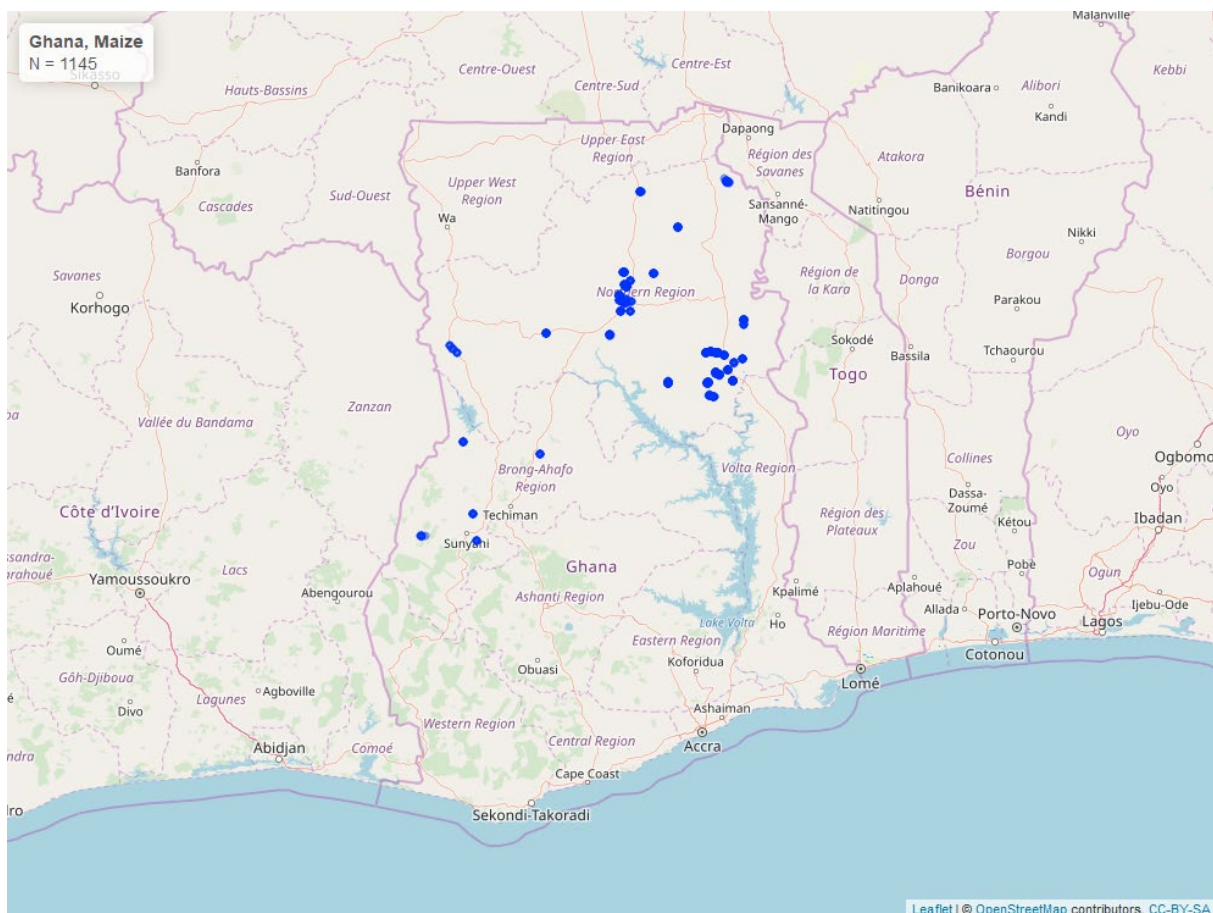 Ghana, Maize
N = 1145
Sikasso
Malanville
Centre-Ouest
Centre-Est
Kebbi
Hauts-Bassins
Centre-Sud
Banikoara
Alibori
Kandi
Dapaong
Upper-East
Region
Région des
Savanes
Atakora
Banfora
Upper West
Region
Sud-Ouest
Bénin
Cascades
Sansanné-
Mango
Natitingou
Wa
Nikki
Borgou
Savanes
Région de
la Kara
Donga
Korhogo
Northern Region
Parakou
Sokodé
Bassila
Tchaourou
Togo
Zanzan
Vallée du Bandama
Oyo
Ogbomo
Brong-Ahafo
Region
Volta Region
Collines
Oyo
Côte d'Ivoire
Techiman
Dassa-
Zoumé
Région des
Plateaux
Kétou
Ibadan
Sunyani
Zou
Ghana
Lacs
Pobè
Ogun
Yamoussoukro
Abengourou
Ashanti Region
Kpalimé
Aplahoué
Allada
Ijebu-Ode
Porto-Novo
Lagos
Ho
Lake Volta
Région Maritime
Oumé
Eastern Region
Cotonou
Gôh-Djiboua
Obuasi
Koforidua
Lomé
Agboville
Lagunes
Divo
Ashaiman
Western Region
Accra
Abidjan
Comoé
Central Region
Cape Coast
Sekondi-Takoradi
Leaflet | © OpenStreetMap contributors, CC-BY-SA